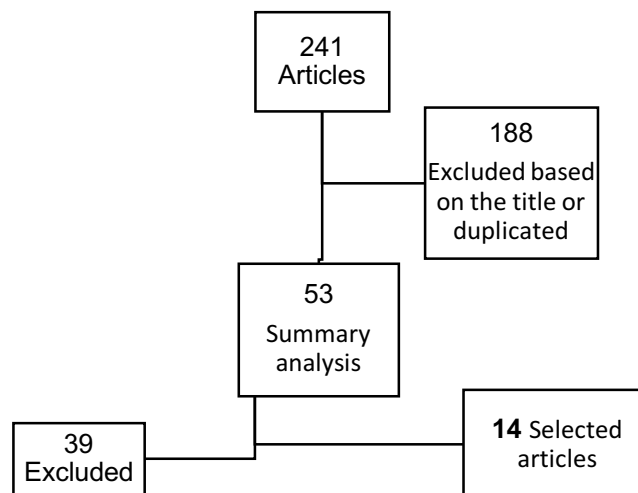 241
Articles
188
Excluded based
on the title or
duplicated
53
Summary
analysis
39
Excluded
14 Selected
articles